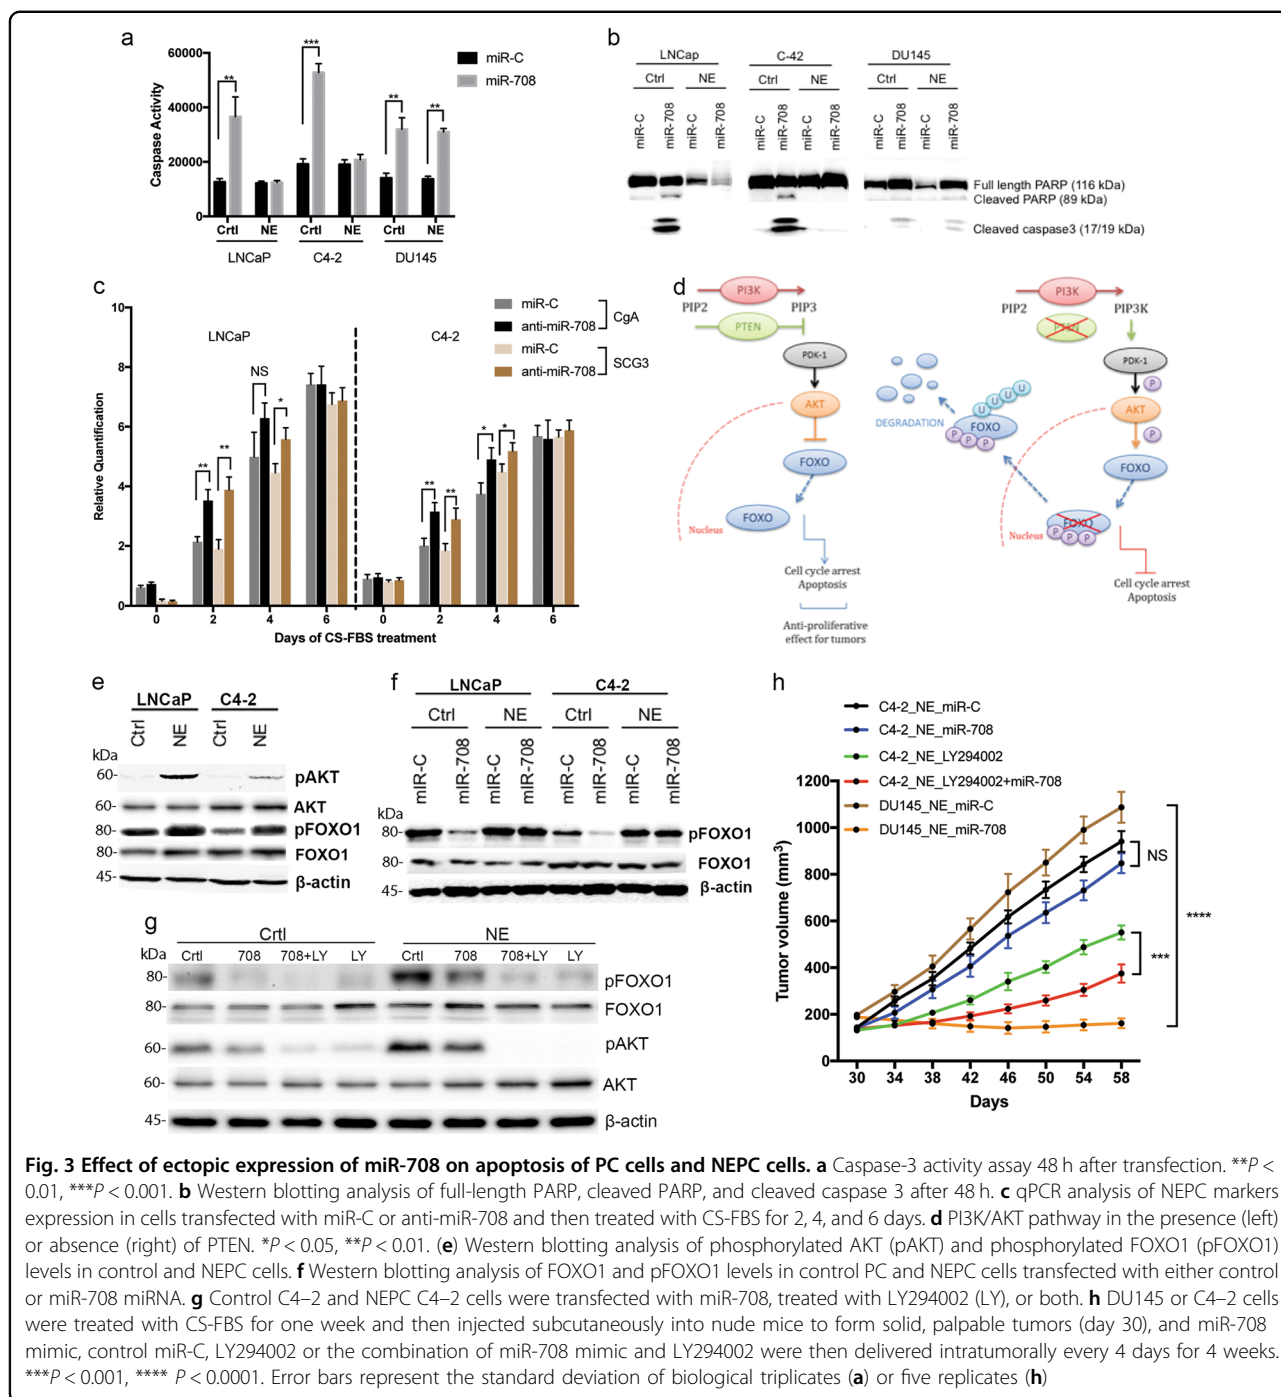 a
60000
40000
20000
0
Caspase Activity
**
***
**
**
miR-C
miR-708
Crtl NE Crtl NE Crtl NE
LNCaP C4-2 DU145
b
LNCap C-42 DU145
Ctrl NE Ctrl NE Ctrl NE
miR-C miR-708 miR-C miR-708 miR-C miR-708 miR-C miR-708 miR-C miR-708 miR-C miR-708
Full length PARP (116 kDa)
Cleaved PARP (89 kDa)
Cleaved caspase3 (17/19 kDa)
c
10
8
6
4
2
0
Relative Quantification
LNCaP
C4-2
miR-C
anti-miR-708
CgA
miR-C
anti-miR-708
SCG3
** ** NS * ** ** * *
0 2 4 6 0 2 4 6
Days of CS-FBS treatment
d
PI3K
PIP2 PIP3
PTEN
PDK-1
AKT
FOXO
FOXO
Nucleus
Cell cycle arrest
Apoptosis
Anti-proliferative
effect for tumors
PI3K
PIP2 PIP3K
PTEN
PDK-1
P
AKT
P
FOXO
U U U U
FOXO
P P P
DEGRADATION
FOXO
P P P
Nucleus
Cell cycle arrest
Apoptosis
e
LNCaP C4-2
Ctrl NE Ctrl NE
kDa
60- pAKT
60- AKT
80- pFOXO1
80- FOXO1
45- β-actin
f
LNCaP C4-2
Ctrl NE Ctrl NE
mIR-C mIR-708 mIR-C mIR-708 mIR-C mIR-708 mIR-C mIR-708
kDa
80- pFOXO1
80- FOXO1
45- β-actin
g
Crtl NE
kDa Crtl 708 708+LY LY Crtl 708 708+LY LY
80- pFOXO1
80- FOXO1
60- pAKT
60- AKT
45- β-actin
h
C4-2_NE_miR-C
C4-2_NE_miR-708
C4-2_NE_LY294002
C4-2_NE_LY294002+miR-708
DU145_NE_miR-C
DU145_NE_miR-708
1200
1000
800
600
400
200
0
Tumor volume (mm³)
NS
***
****
30 34 38 42 46 50 54 58
Days
Fig. 3 Effect of ectopic expression of miR-708 on apoptosis of PC cells and NEPC cells. a Caspase-3 activity assay 48 h after transfection. **P <
0.01, ***P < 0.001. b Western blotting analysis of full-length PARP, cleaved PARP, and cleaved caspase 3 after 48 h. c qPCR analysis of NEPC markers
expression in cells transfected with miR-C or anti-miR-708 and then treated with CS-FBS for 2, 4, and 6 days. d PI3K/AKT pathway in the presence (left)
or absence (right) of PTEN. *P < 0.05, **P < 0.01. (e) Western blotting analysis of phosphorylated AKT (pAKT) and phosphorylated FOXO1 (pFOXO1)
levels in control and NEPC cells. f Western blotting analysis of FOXO1 and pFOXO1 levels in control PC and NEPC cells transfected with either control
or miR-708 miRNA. g Control C4–2 and NEPC C4–2 cells were transfected with miR-708, treated with LY294002 (LY), or both. h DU145 or C4–2 cells
were treated with CS-FBS for one week and then injected subcutaneously into nude mice to form solid, palpable tumors (day 30), and miR-708
mimic, control miR-C, LY294002 or the combination of miR-708 mimic and LY294002 were then delivered intratumorally every 4 days for 4 weeks.
***P < 0.001, **** P < 0.0001. Error bars represent the standard deviation of biological triplicates (a) or five replicates (h)